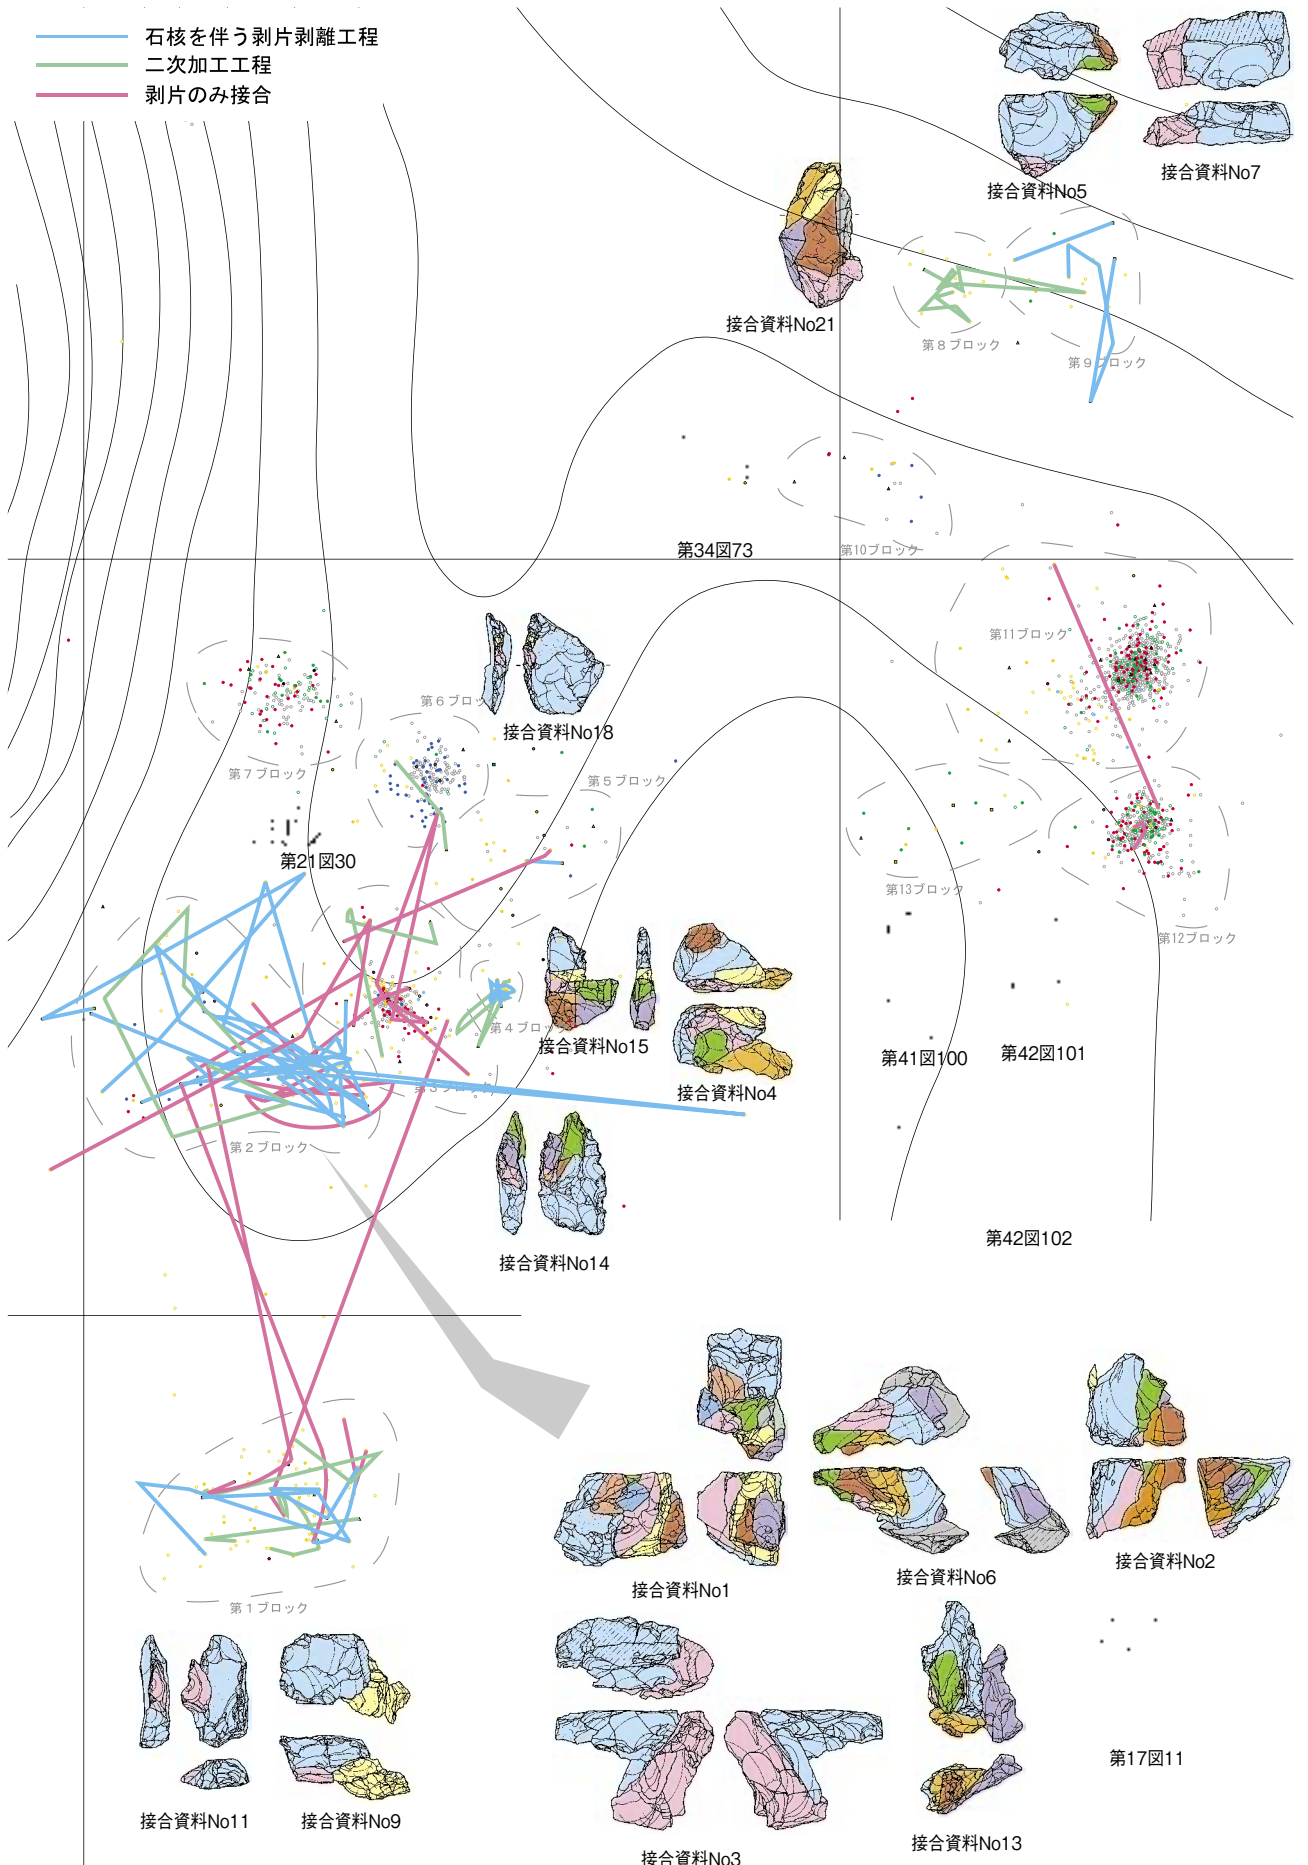 石核を伴う剥片剥離工程
二次加工工程
剥片のみ接合
接合資料No5
接合資料No7
接合資料No21
第8ブロック
第9ブロック
第34図73
第10ブロック
第11ブロック
第6ブロック
接合資料No18
第7ブロック
第5ブロック
第21図30
第13ブロック
第12ブロック
第4ブロック
接合資料No15
第41図100
第42図101
第3ブロック
接合資料No4
第2ブロック
第42図102
接合資料No14
接合資料No2
接合資料No6
接合資料No1
第1ブロック
第17図11
接合資料No11
接合資料No9
接合資料No13
接合資料No3